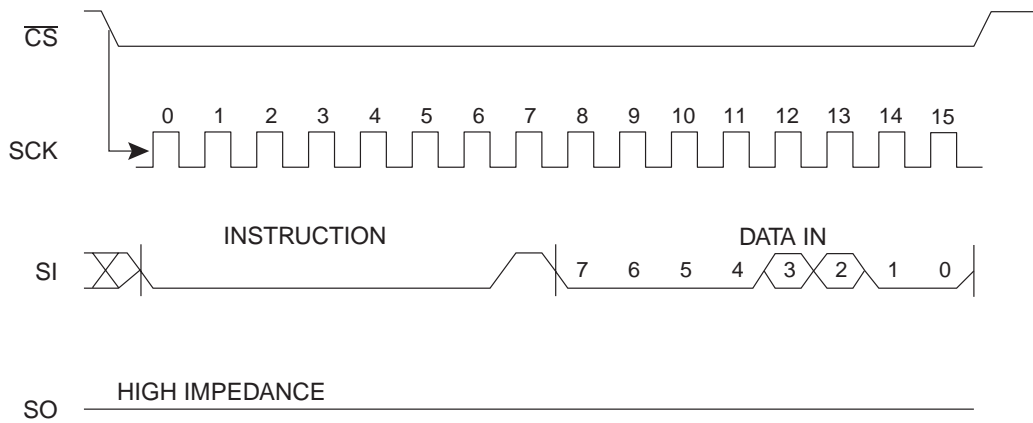 CS
0 1 2 3 4 5 6 7 8 9 10 11 12 13 14 15
SCK
INSTRUCTION DATA IN
SI 7 6 5 4 3 2 1 0
HIGH IMPEDANCE
SO